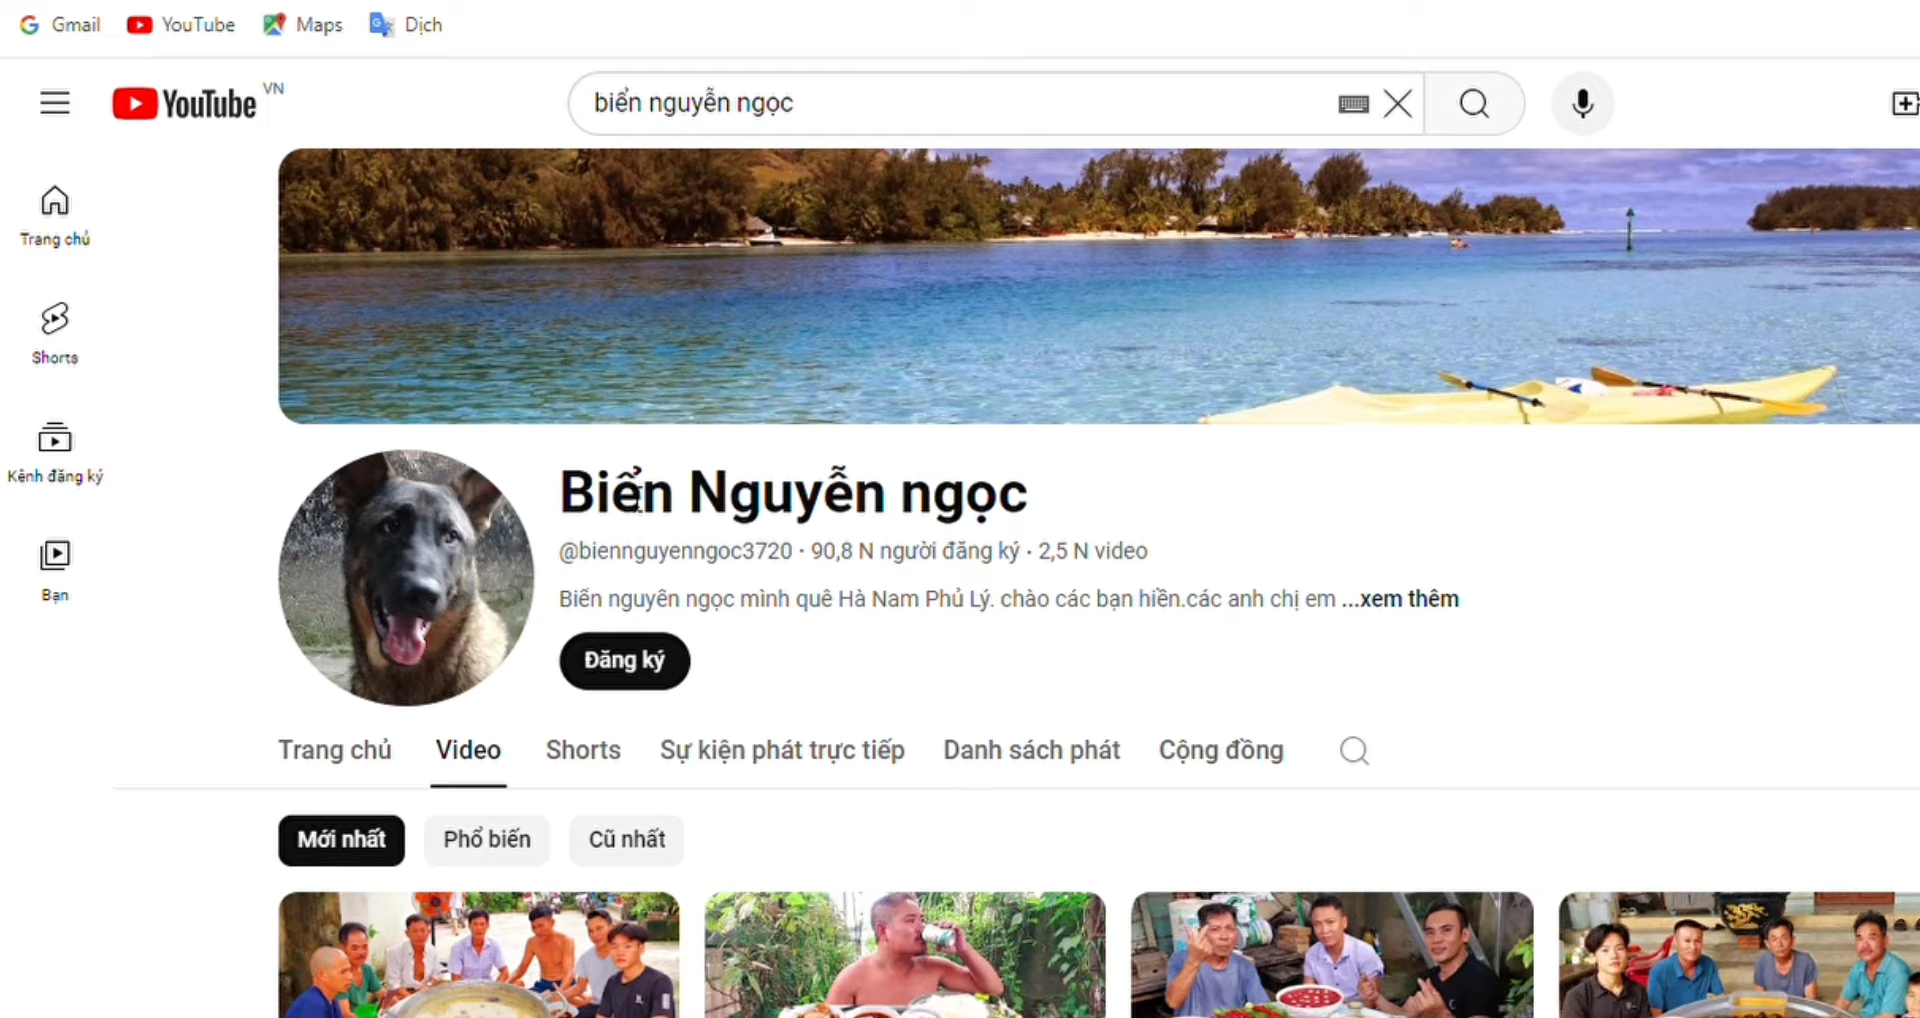 Gmail YouTube Maps Dịch
YouTube VN
biển nguyễn ngọc
Trang chủ
Shorts
Kênh đăng ký
Bạn
Biển Nguyễn ngọc
@biennguyenngoc3720 · 90,8 N người đăng ký · 2,5 N video
Biến nguyên ngọc mình quê Hà Nam Phủ Lý. chào các bạn hiền.các anh chị em ...xem thêm
Đăng ký
Trang chủ Video Shorts Sự kiện phát trực tiếp Danh sách phát Cộng đồng
Mới nhất Phổ biến Cũ nhất